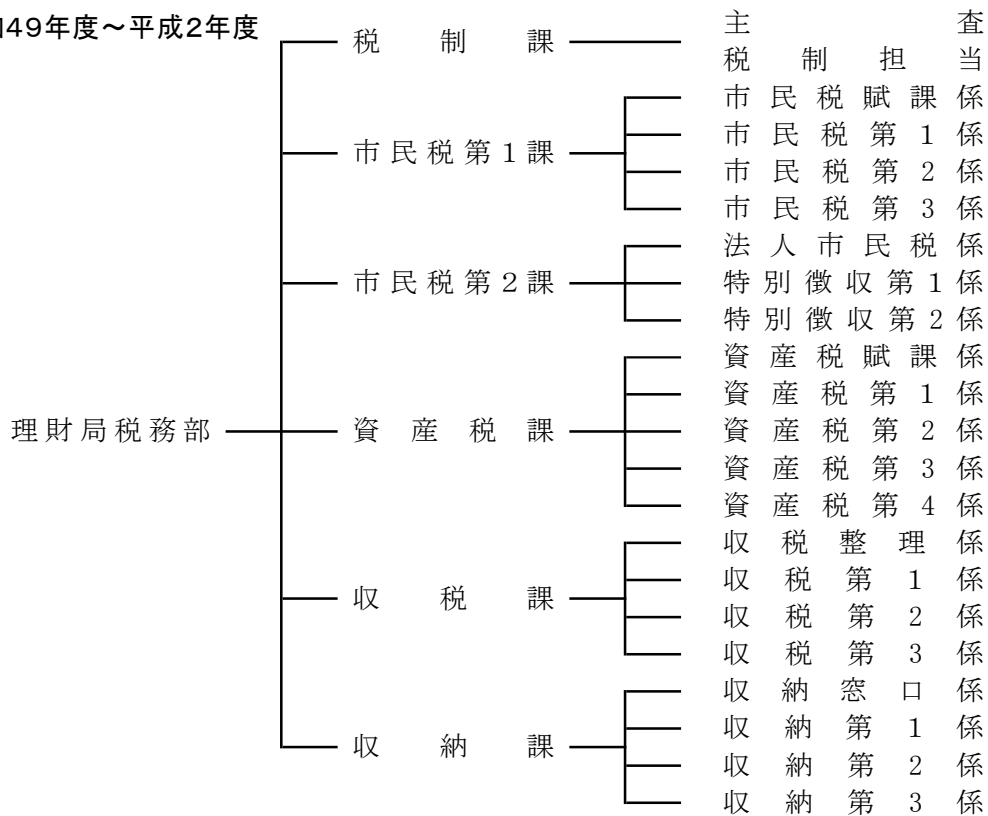 49年度～平成2年度
税制課
主査
税制担当
市民税第1課
市民税賦課係
市民税第1係
市民税第2係
市民税第3係
市民税第2課
法人市民税係
特別徴収第1係
特別徴収第2係
理財局税務部
資産税課
資産税賦課係
資産税第1係
資産税第2係
資産税第3係
資産税第4係
収税課
収税整理係
収税第1係
収税第2係
収税第3係
収納課
収納窓口係
収納第1係
収納第2係
収納第3係